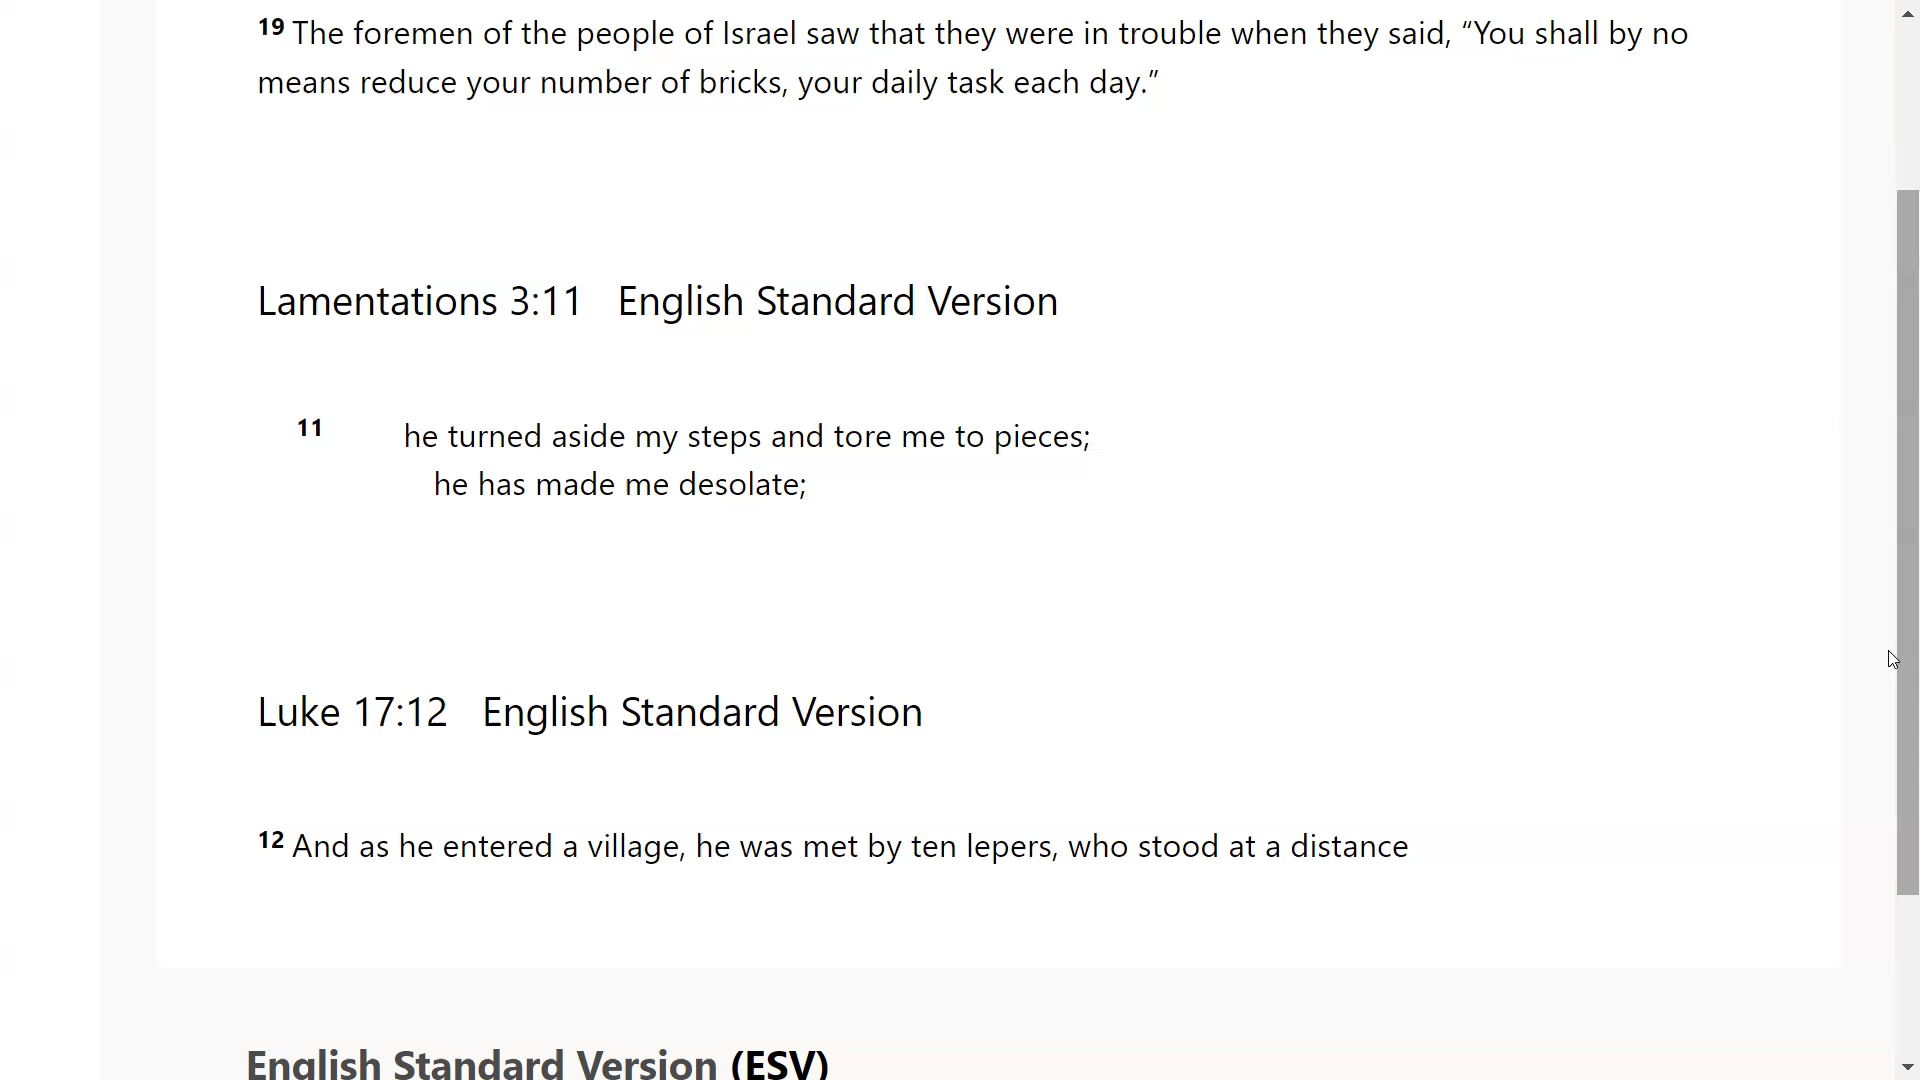 19 The foremen of the people of Israel saw that they were in trouble when they said, “You shall by no
means reduce your number of bricks, your daily task each day.”
Lamentations 3:11 English Standard Version
11 he turned aside my steps and tore me to pieces;
he has made me desolate;
Luke 17:12 English Standard Version
12 And as he entered a village, he was met by ten lepers, who stood at a distance
English Standard Version (ESV)